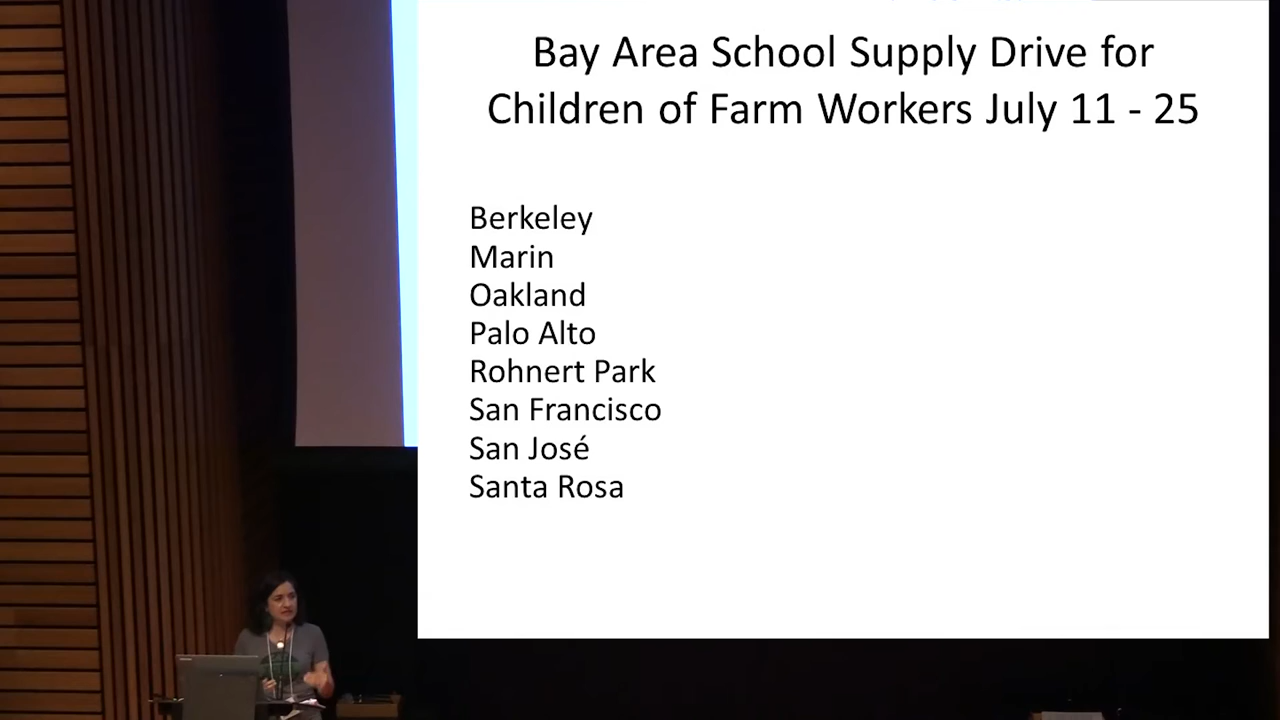 Bay Area School Supply Drive for
Children of Farm Workers July 11 - 25
Berkeley
Marin
Oakland
Palo Alto
Rohnert Park
San Francisco
San José
Santa Rosa